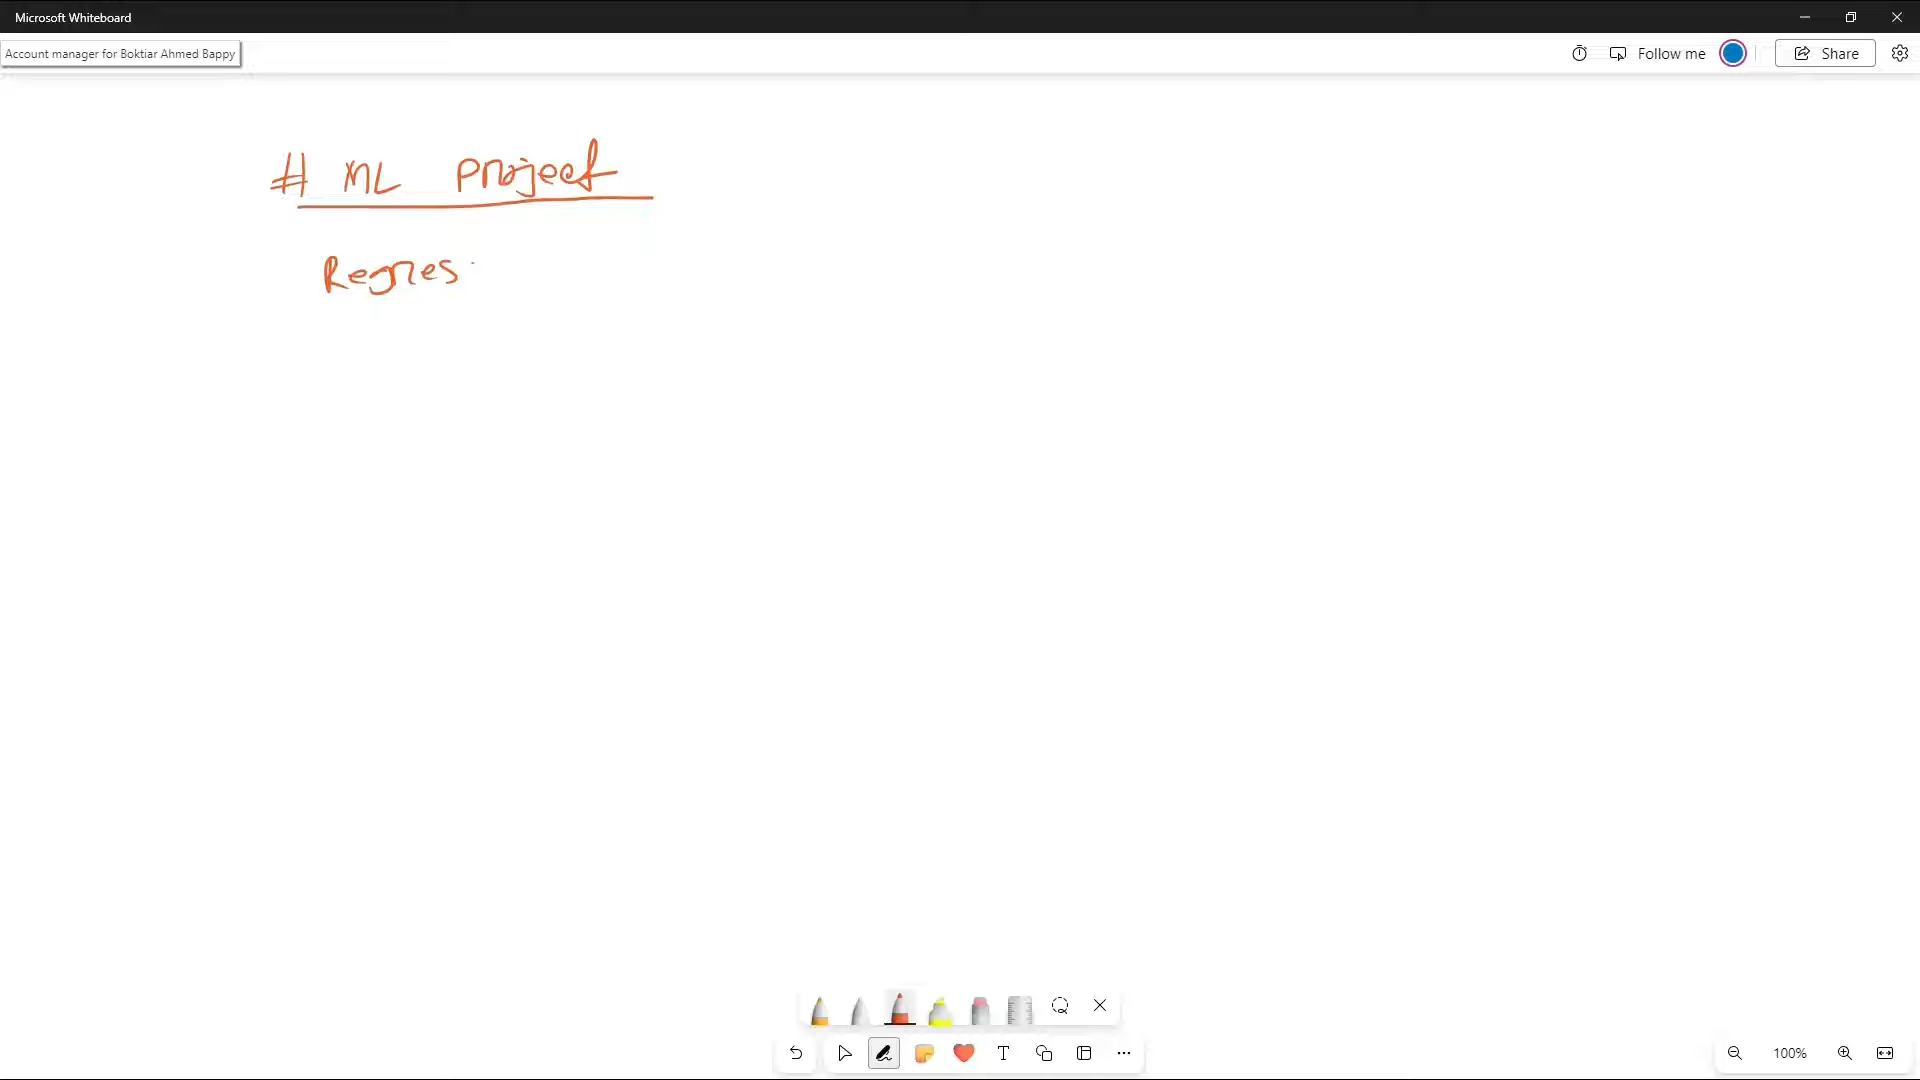 Microsoft Whiteboard
Account manager for Boktiar Ahmed Bappy
Follow me
Share
# ML Project
Regres
100%